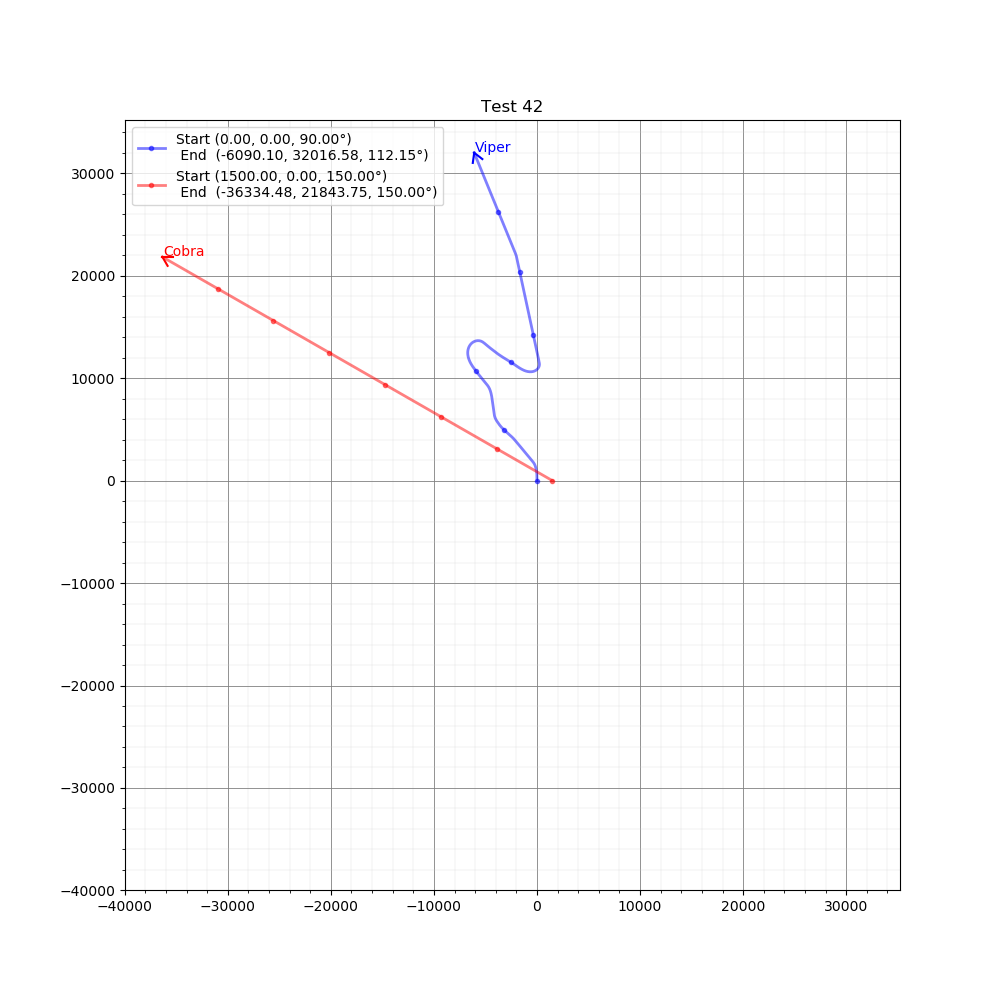 Test 42
Start (0.00, 0.00, 90.00°)
End (-6090.10, 32016.58, 112.15°)
Start (1500.00, 0.00, 150.00°)
End (-36334.48, 21843.75, 150.00°)
Viper
Cobra
30000
20000
10000
0
−10000
−20000
−30000
−40000
−40000 −30000 −20000 −10000 0 10000 20000 30000